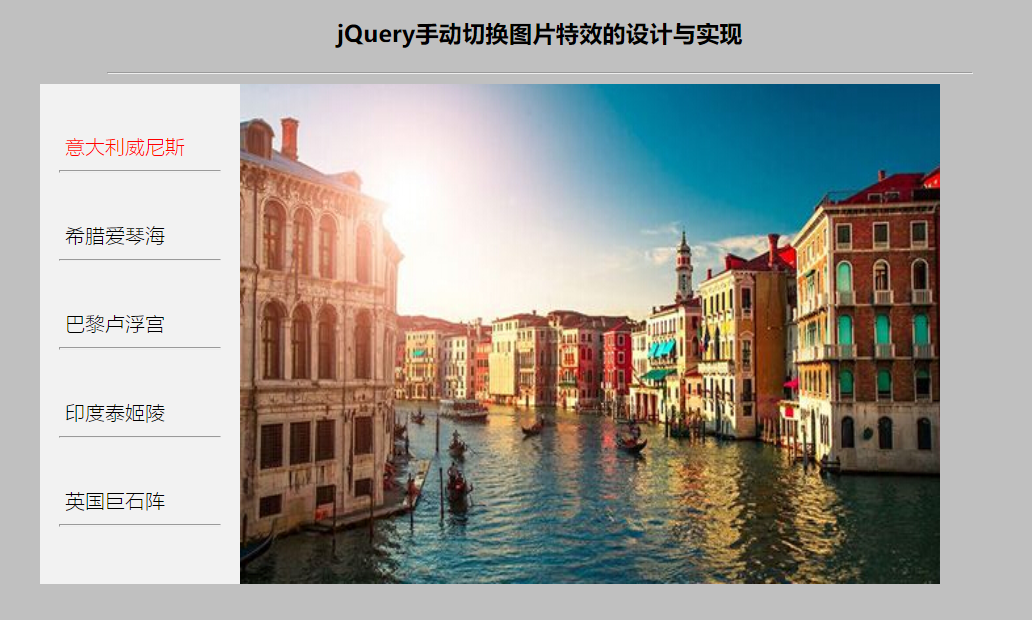 jQuery手动切换图片特效的设计与实现
意大利威尼斯
希腊爱琴海
巴黎卢浮宫
印度泰姬陵
英国巨石阵